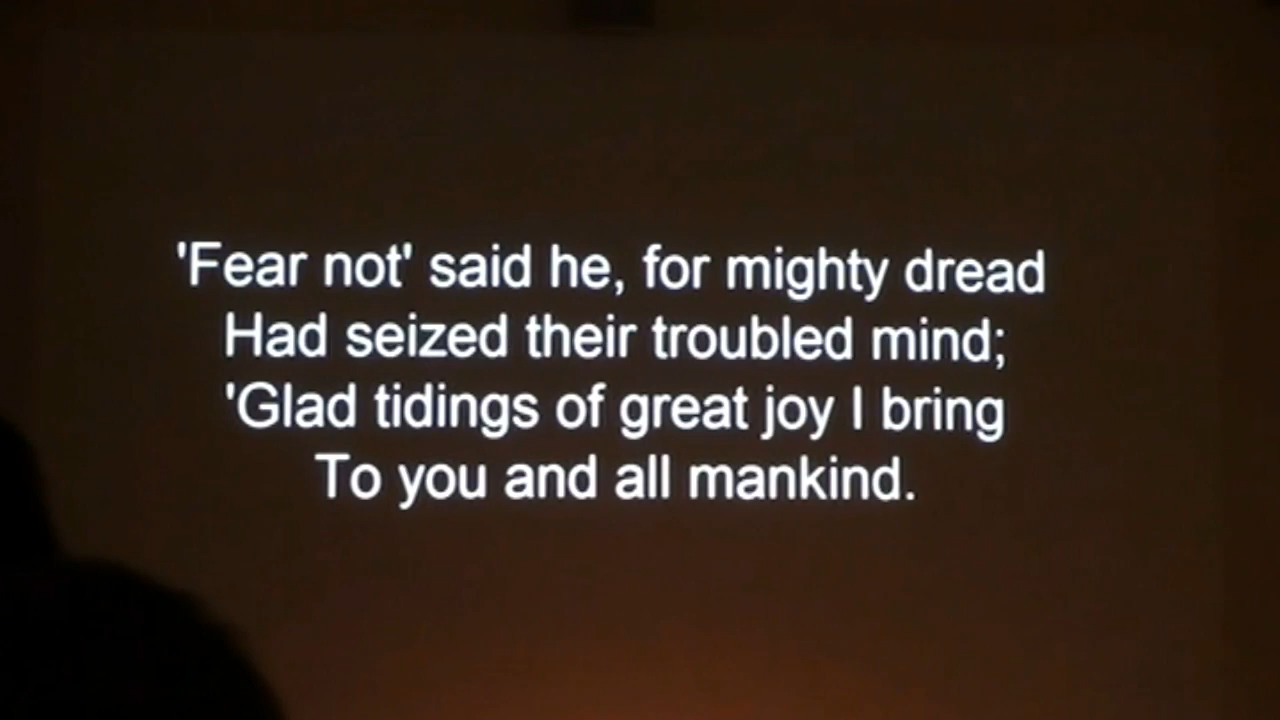 'Fear not' said he, for mighty dread
Had seized their troubled mind;
'Glad tidings of great joy I bring
To you and all mankind.